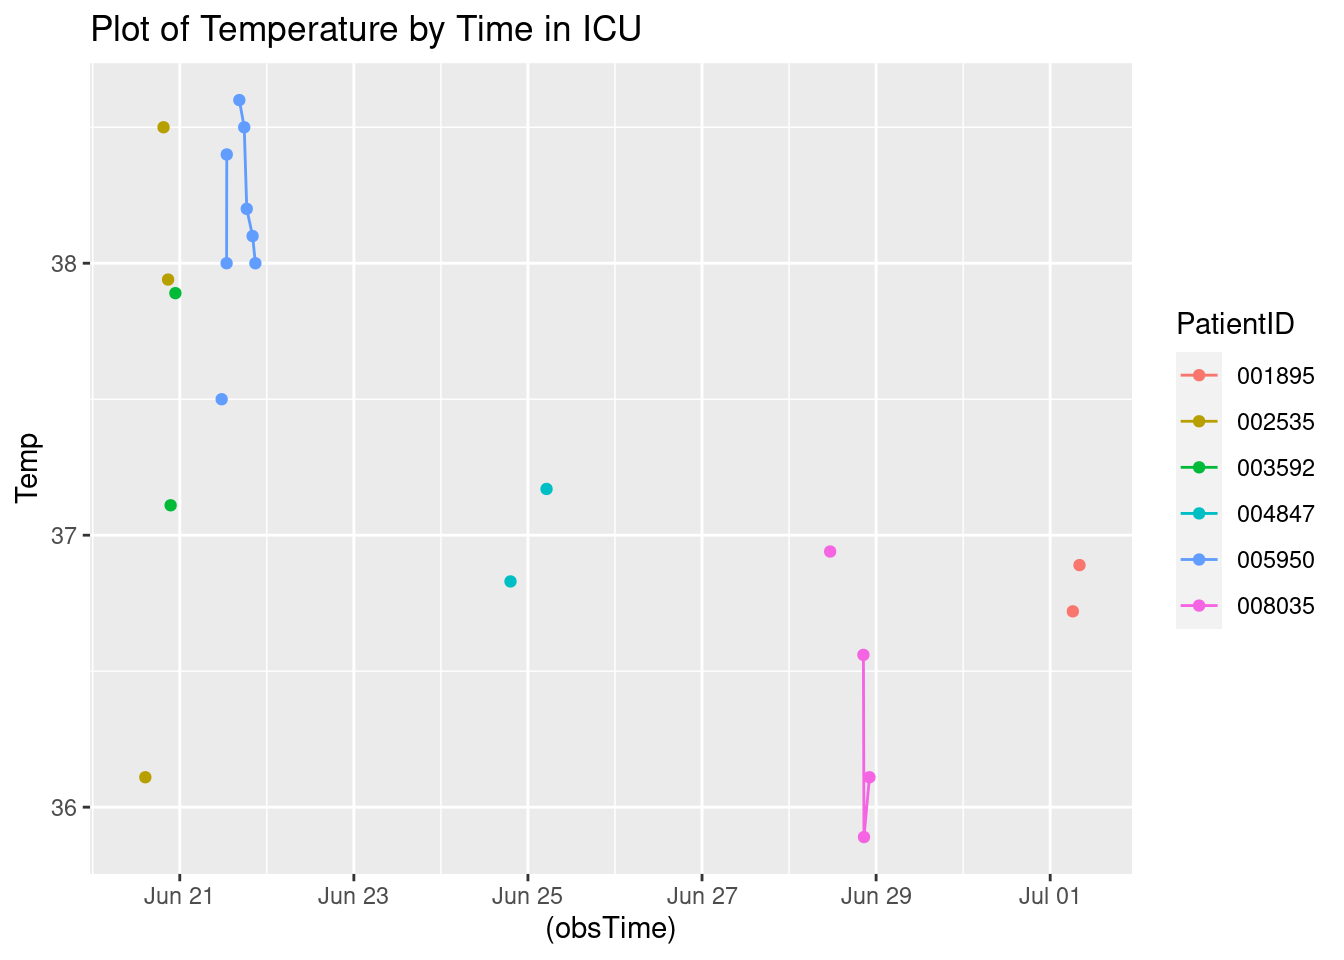 Plot of Temperature by Time in ICU
38
37
36
Temp
Jun 21 Jun 23 Jun 25 Jun 27 Jun 29 Jul 01
(obsTime)
PatientID
001895
002535
003592
004847
005950
008035